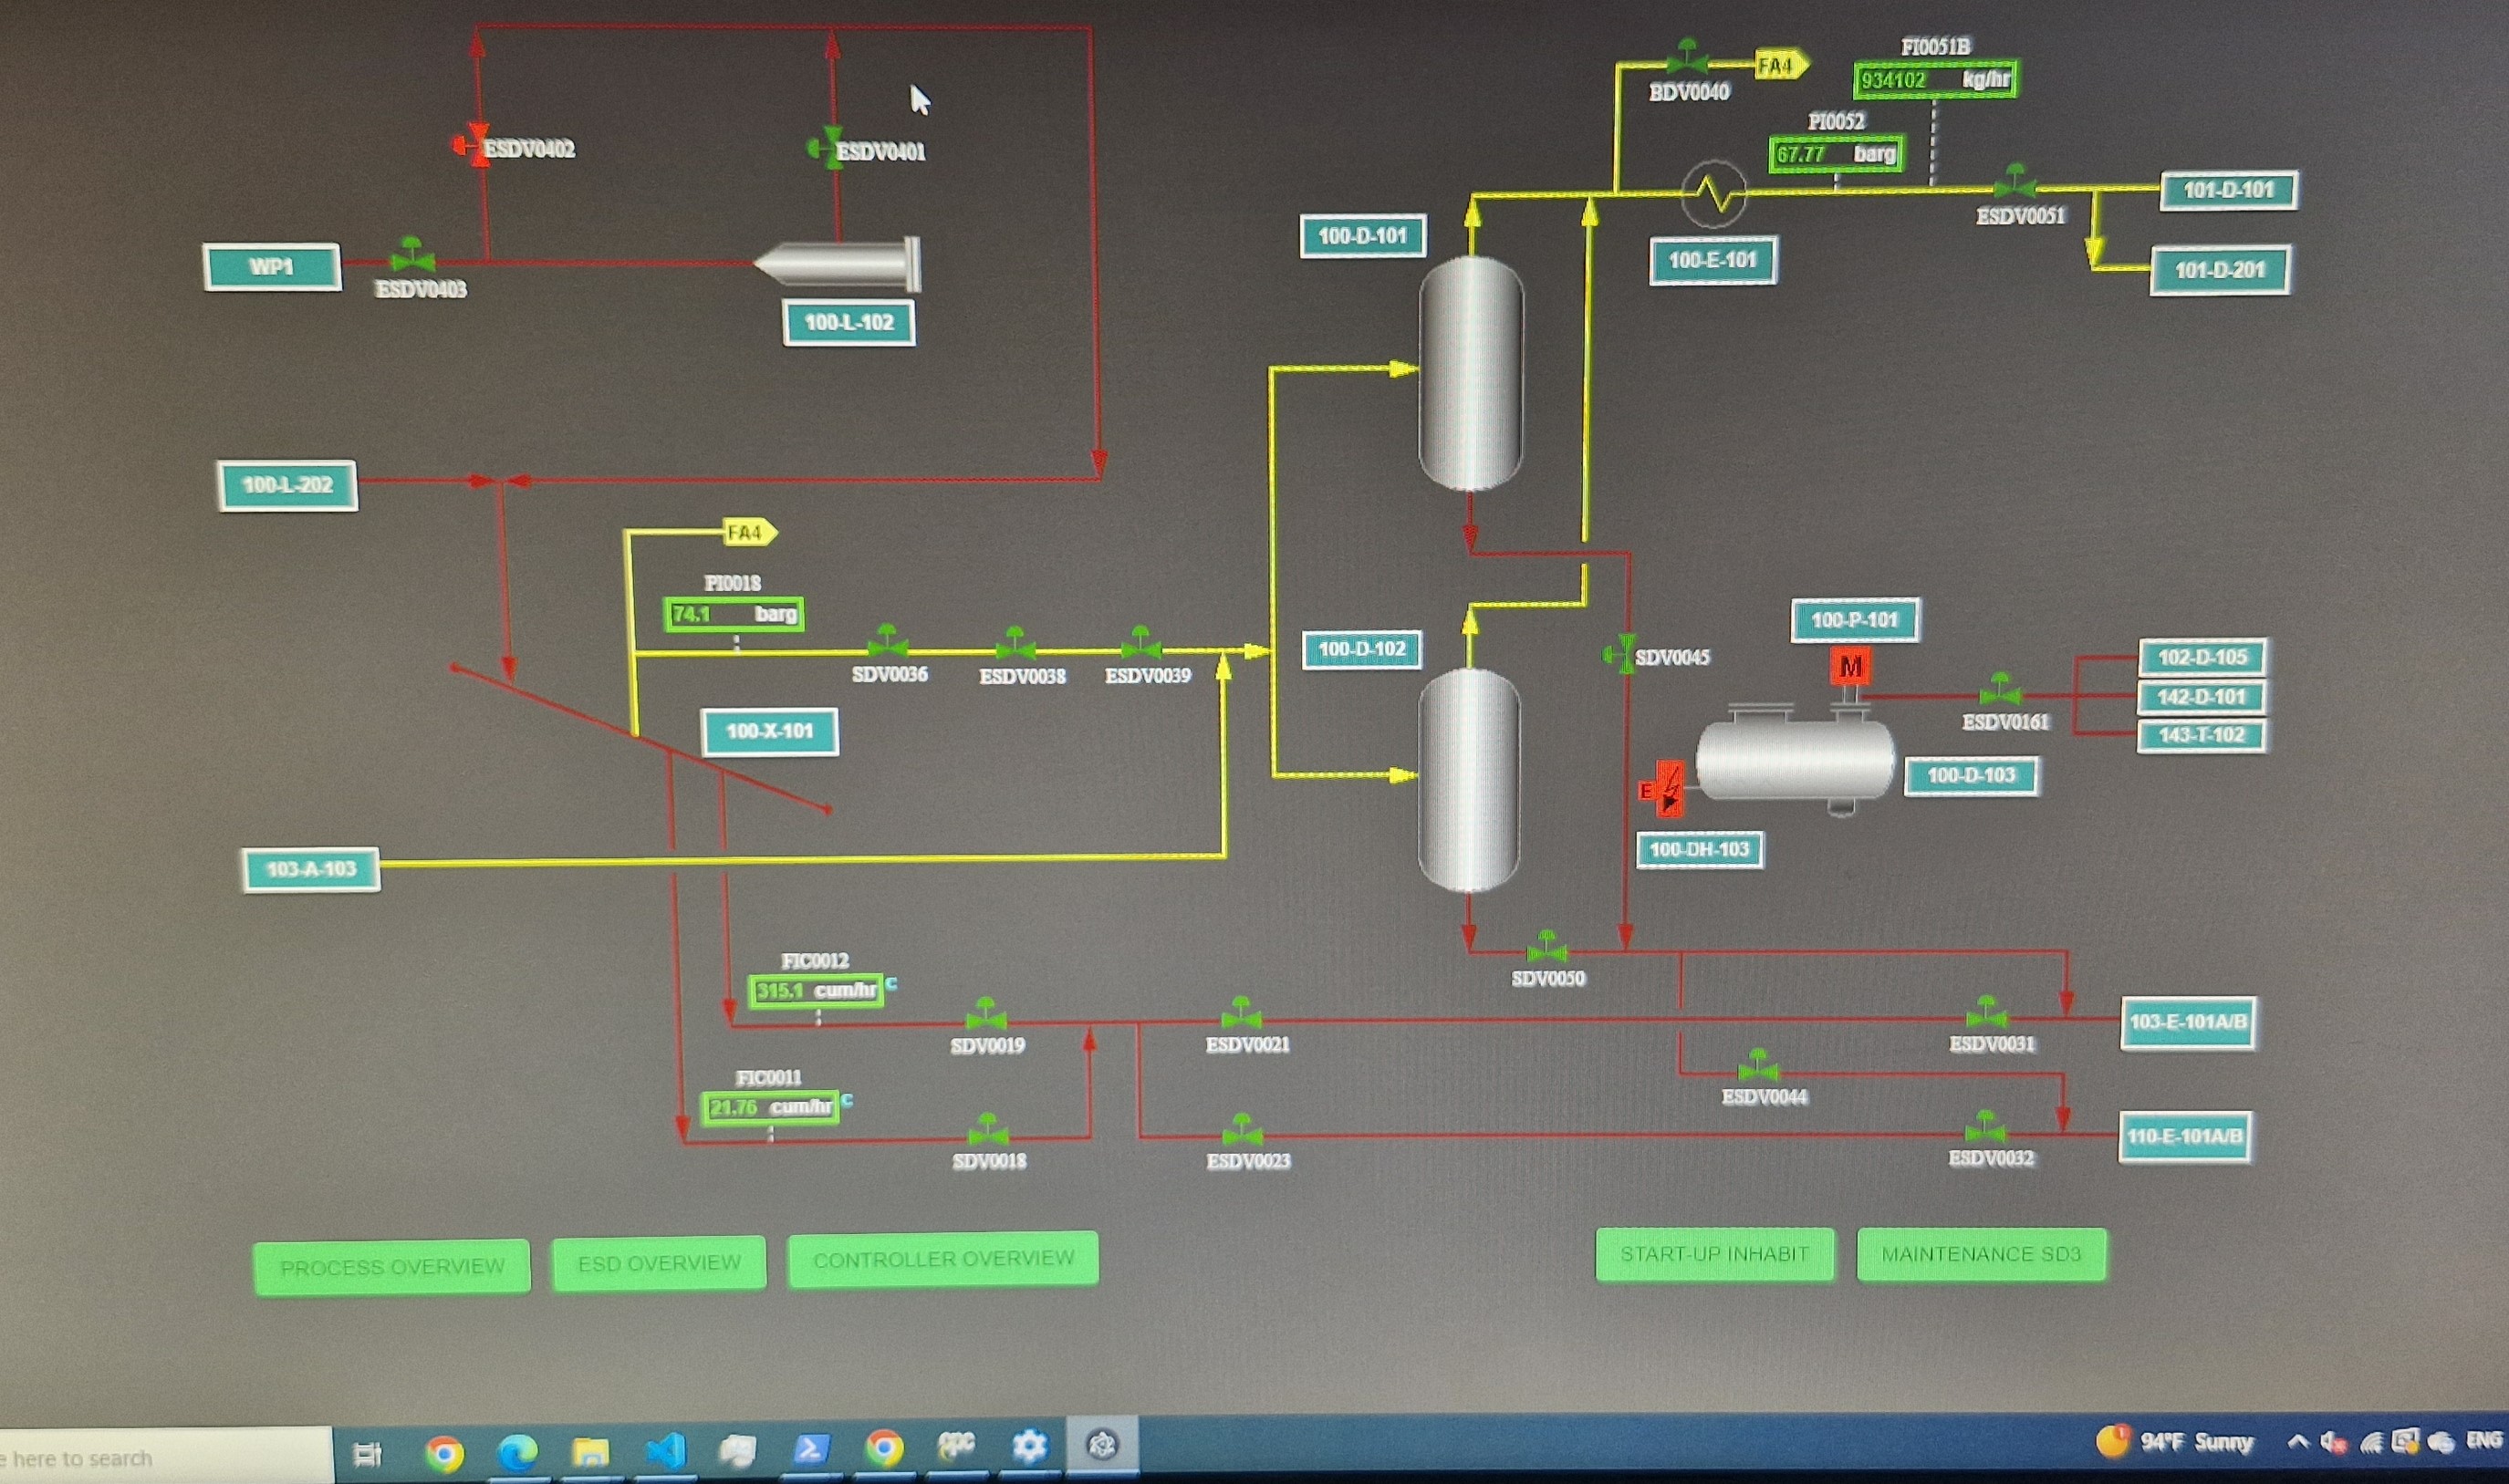 FI0051B
FA4
934102 kg/hr
BDV0040
PI0052
67.77 barg
ESDV0402
ESDV0401
101-D-101
ESDV0051
100-D-101
100-E-101
101-D-201
WP1
ESDV0403
100-L-102
100-L-202
FA4
PI0018
74.1 barg
SDV0036
ESDV0038
ESDV0039
100-D-102
SDV0045
100-P-101
M
102-D-105
142-D-101
143-T-102
ESDV0161
100-X-101
100-D-103
E
100-DH-103
103-A-103
FIC0012
315.1 cum/hr C
SDV0050
SDV0019
ESDV0021
ESDV0031
103-E-101A/B
FIC0011
21.76 cum/hr C
ESDV0044
SDV0018
ESDV0023
ESDV0032
110-E-101A/B
PROCESS OVERVIEW
ESD OVERVIEW
CONTROLLER OVERVIEW
START-UP INHABIT
MAINTENANCE SD3
e here to search
opc
1
94°F Sunny
ENG